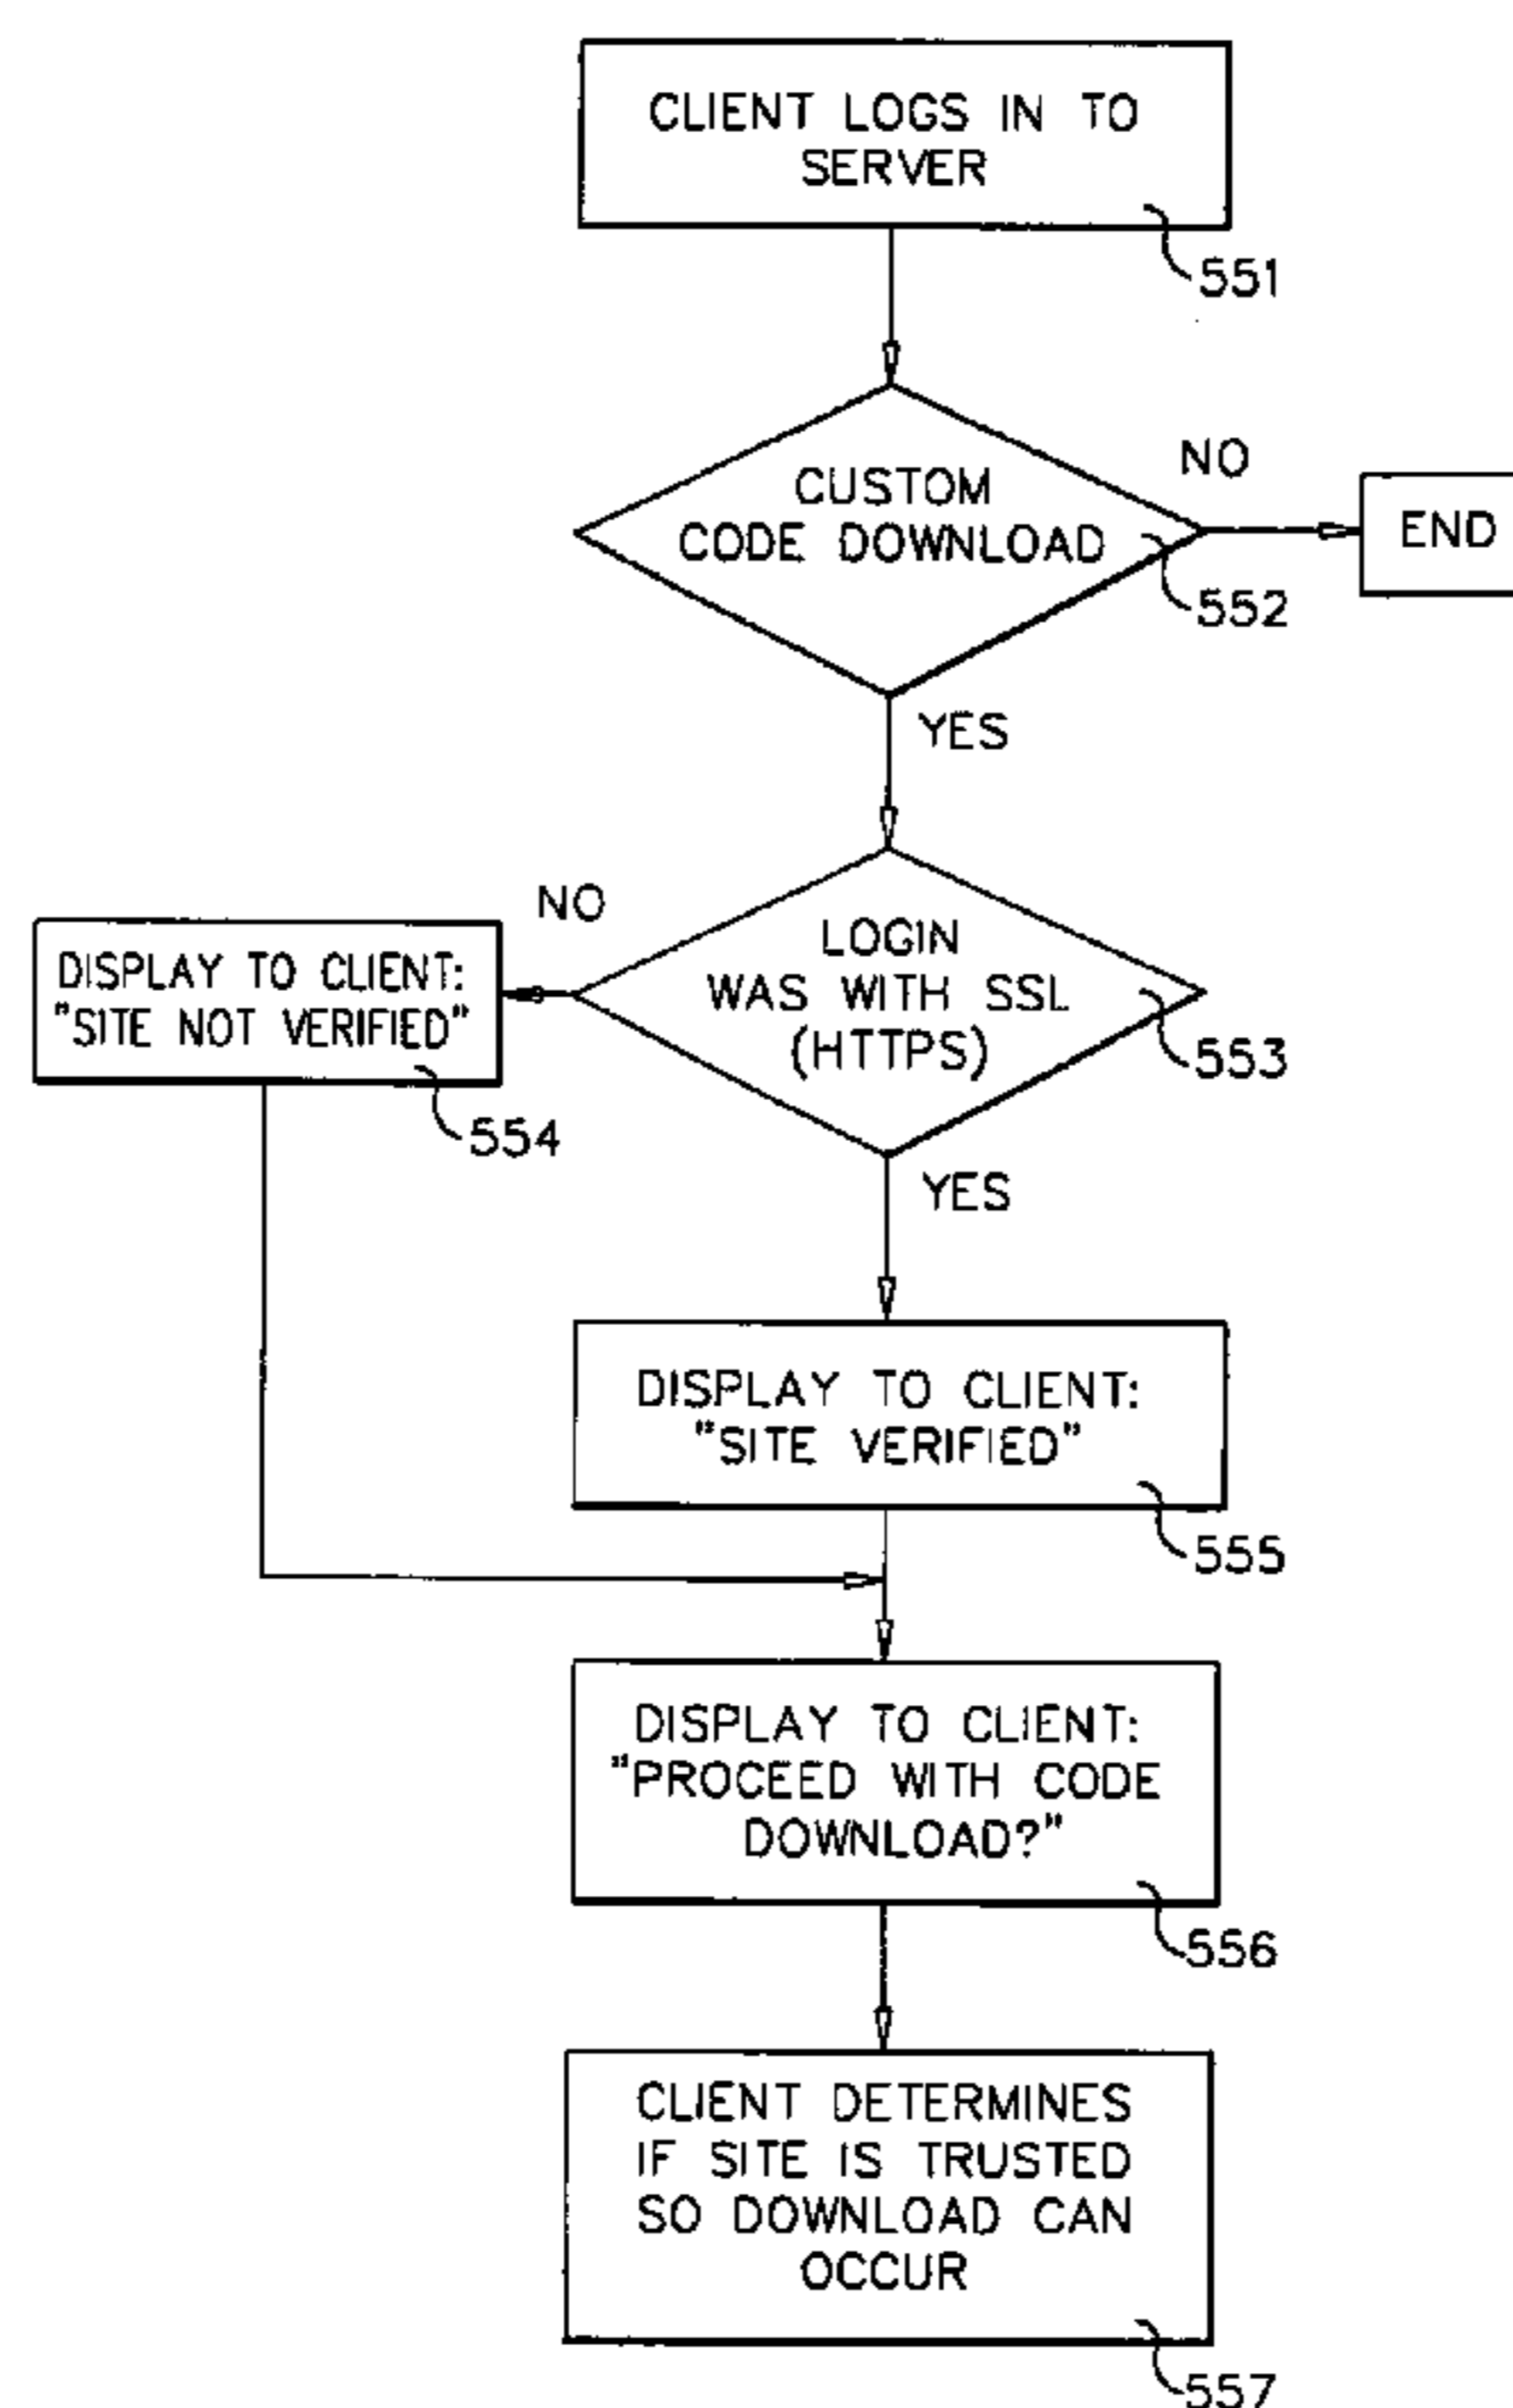 CLIENT LOGS IN TO
SERVER
551
CUSTOM
CODE DOWNLOAD
552
NO
END
YES
LOGIN
WAS WITH SSL
(HTTPS)
553
NO
DISPLAY TO CLIENT:
"SITE NOT VERIFIED"
554
YES
DISPLAY TO CLIENT:
"SITE VERIFIED"
555
DISPLAY TO CLIENT:
"PROCEED WITH CODE
DOWNLOAD?"
556
CLIENT DETERMINES
IF SITE IS TRUSTED
SO DOWNLOAD CAN
OCCUR
557